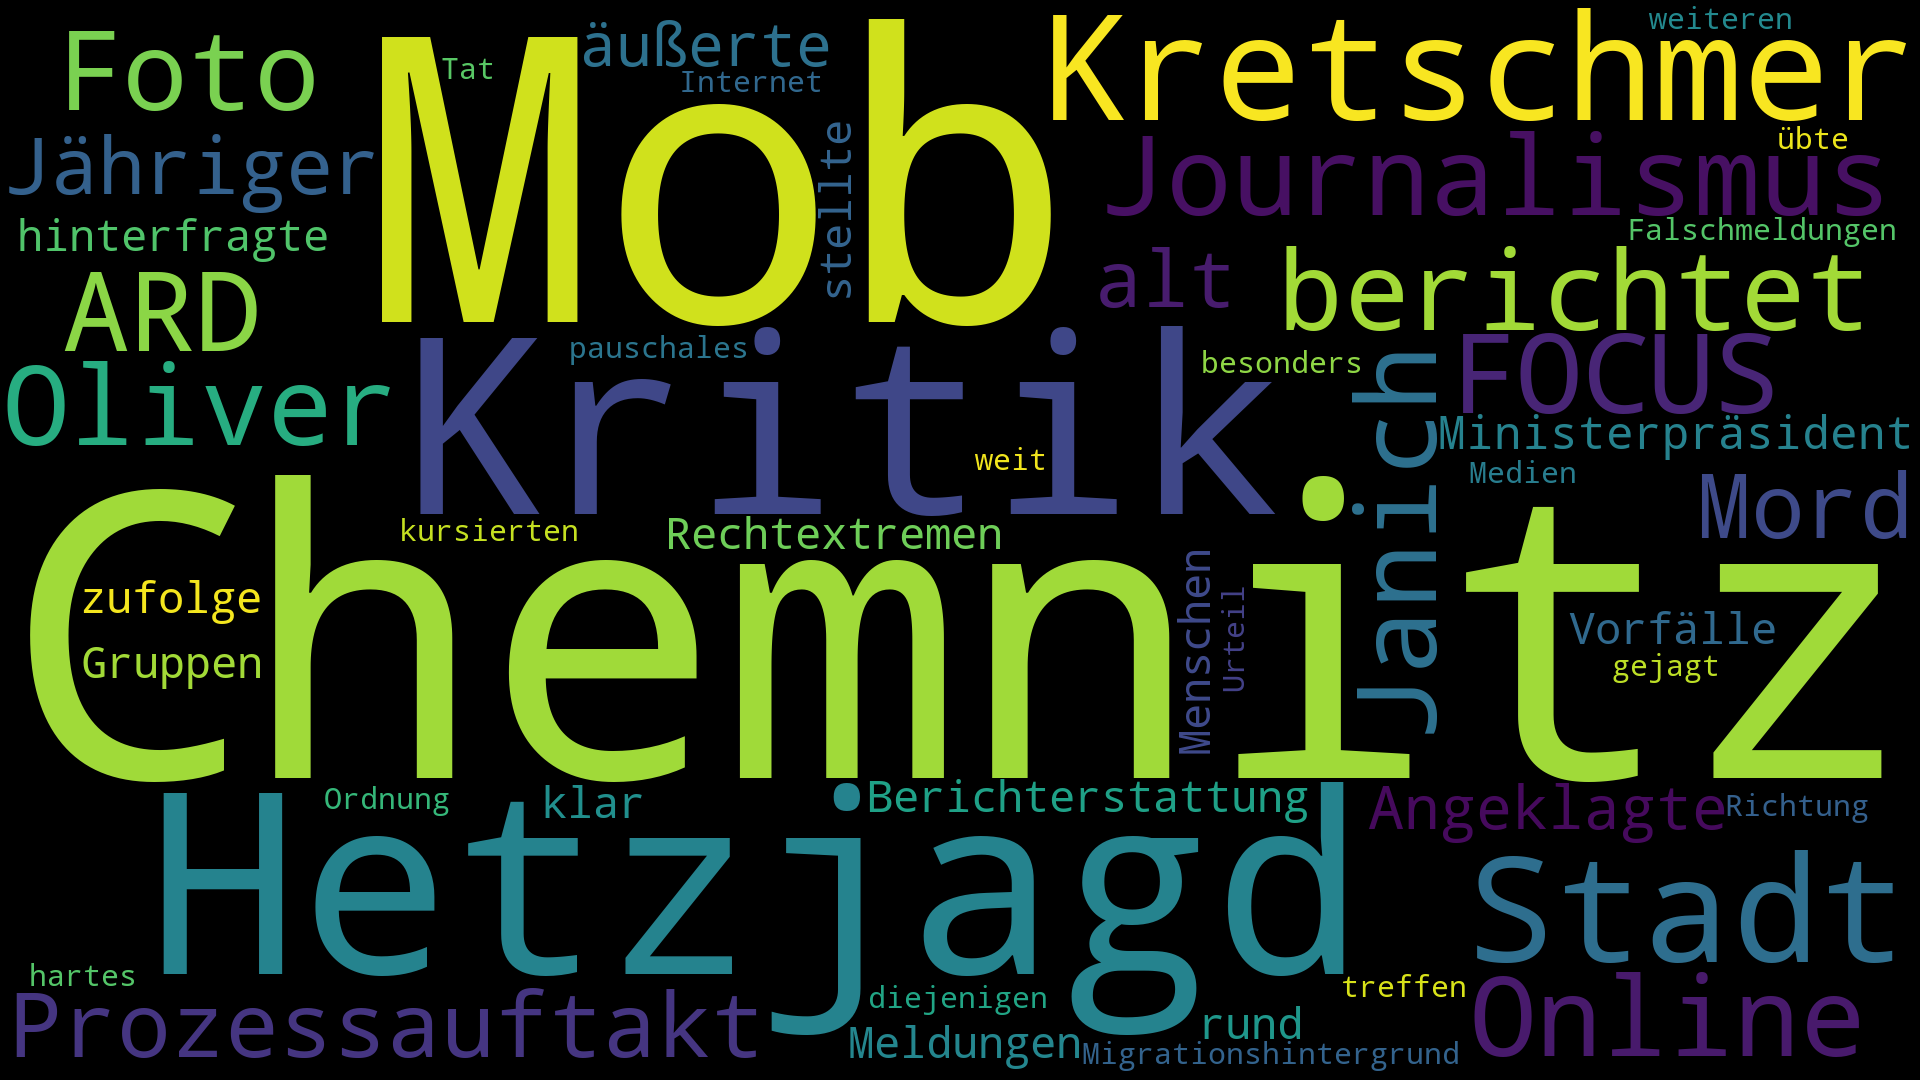 Foto
Mob
Tat
äußerte
Internet
Kretschmer
weiteren
übte
Jähriger
stellte
Journalismus
hinterfragte
Falschmeldungen
alt
berichtet
ARD
Oliver
Kritik
pauschales
besonders
Janich
FOCUS
Ministerpräsident
weit
Medien
Mord
Chemnitz
kursierten
Rechtextremen
zufolge
Gruppen
Menschen
Urteil
Vorfälle
gejagt
Hetzjagd
Ordnung
klar
Berichterstattung
Angeklagte
Richtung
Stadt
hartes
Prozessauftakt
diejenigen
treffen
Online
Meldungen
rund
Migrationshintergrund